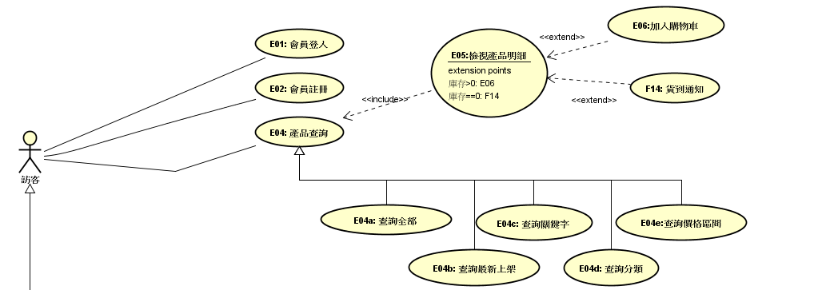 E01: 會員登入
E02: 會員註冊
E04: 產品查詢
訪客
<<include>>
E05:檢視產品明細
extension points
庫存>0: E06
庫存==0: F14
<<extend>>
E06:加入購物車
<<extend>>
F14: 貨到通知
E04a: 查詢全部
E04c: 查詢關鍵字
E04e:查詢價格區間
E04b: 查詢最新上架
E04d: 查詢分類